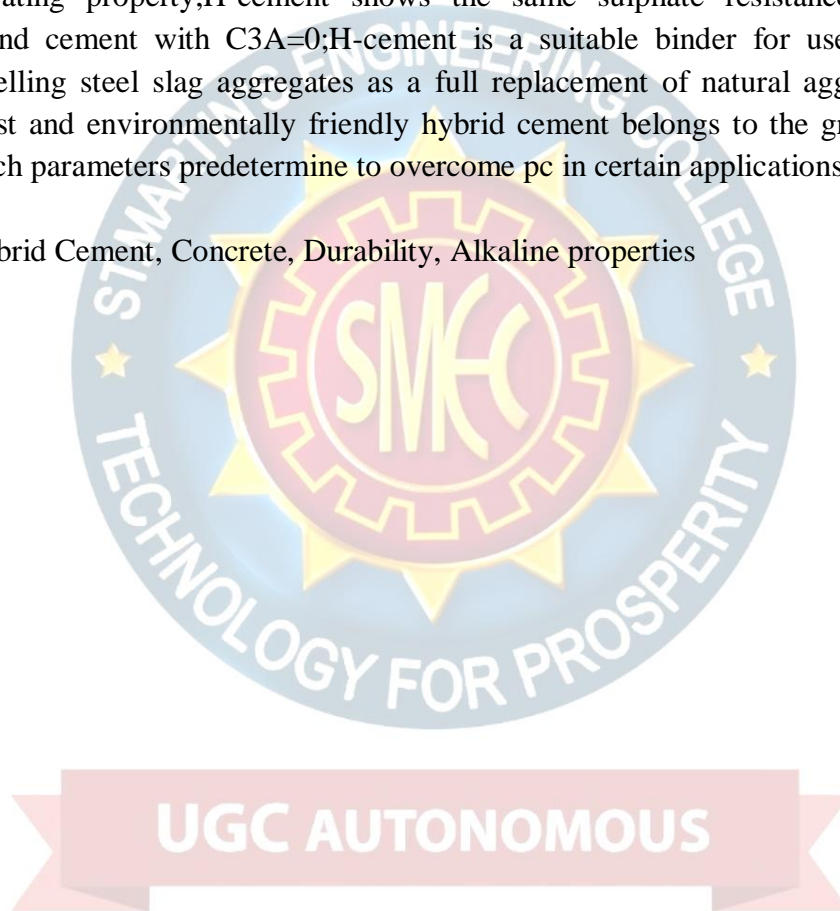 ating property;H-cement shows the same sulphate resistance
nd cement with C3A=0;H-cement is a suitable binder for use
elling steel slag aggregates as a full replacement of natural agg
st and environmentally friendly hybrid cement belongs to the g
ch parameters predetermine to overcome pc in certain applications
brid Cement, Concrete, Durability, Alkaline properties
ST.MARTIN'S ENGINEERING COLLEGE
SMEC
TECHNOLOGY FOR PROSPERITY
UGC AUTONOMOUS